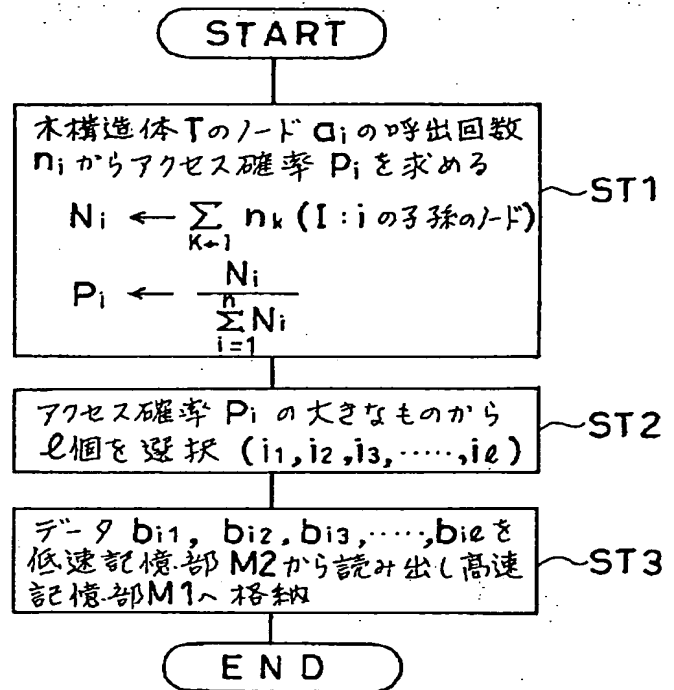 START
木構造体Tのノードaiの呼出回数
niからアクセス確率Piを求める
Ni ← Σ nk (I:iの子孫のノード)
K←1
Pi ← Ni
n
ΣNi
i=1
ST1
アクセス確率Piの大きなものから
ℓ個を選択 (i1,i2,i3,……,iℓ)
ST2
データbi1, bi2,bi3,……,biℓを
低速記憶部M2から読み出し高速
記憶部M1へ格納
ST3
END